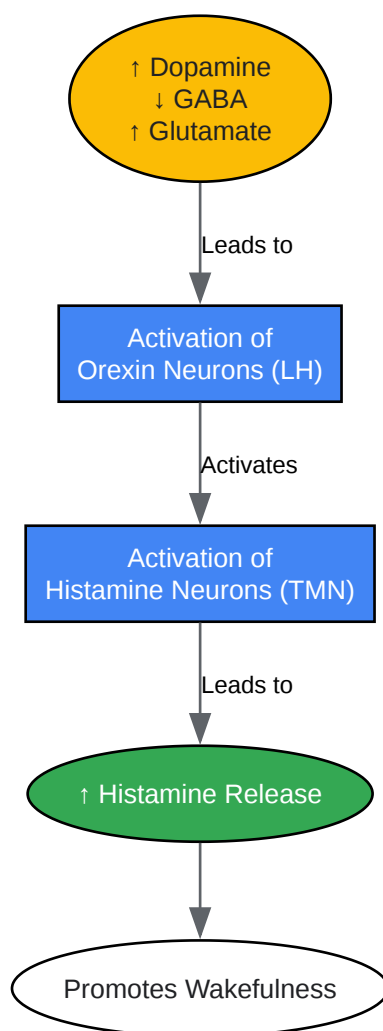 ↑ Dopamine
↓ GABA
↑ Glutamate
Leads to
Activation of
Orexin Neurons (LH)
Activates
Activation of
Histamine Neurons (TMN)
Leads to
↑ Histamine Release
Promotes Wakefulness